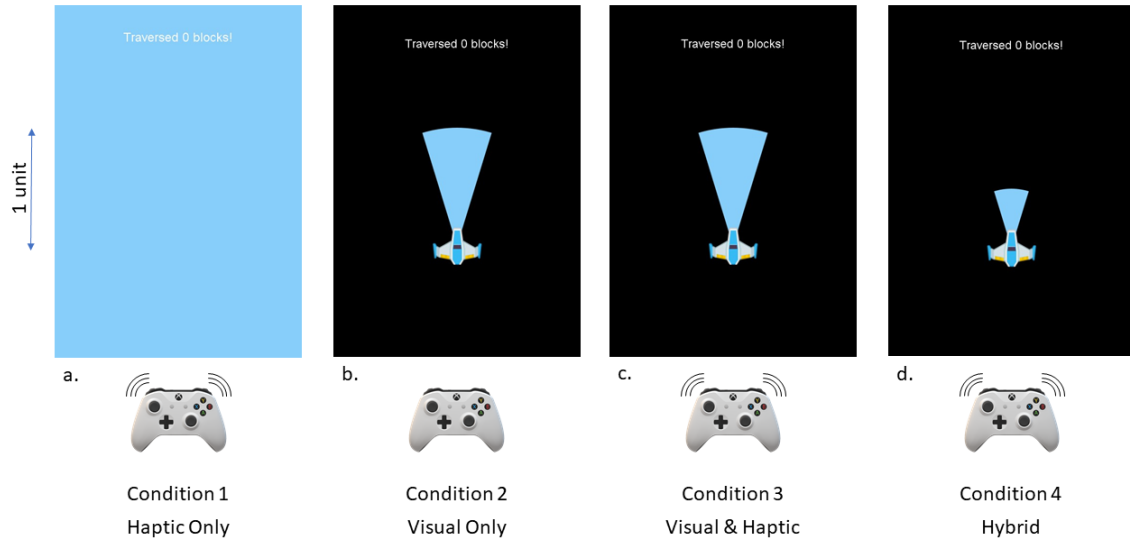 Traversed 0 blocks!
Traversed 0 blocks!
Traversed 0 blocks!
Traversed 0 blocks!
1 unit
a.
b.
c.
d.
Condition 1
Haptic Only
Condition 2
Visual Only
Condition 3
Visual & Haptic
Condition 4
Hybrid